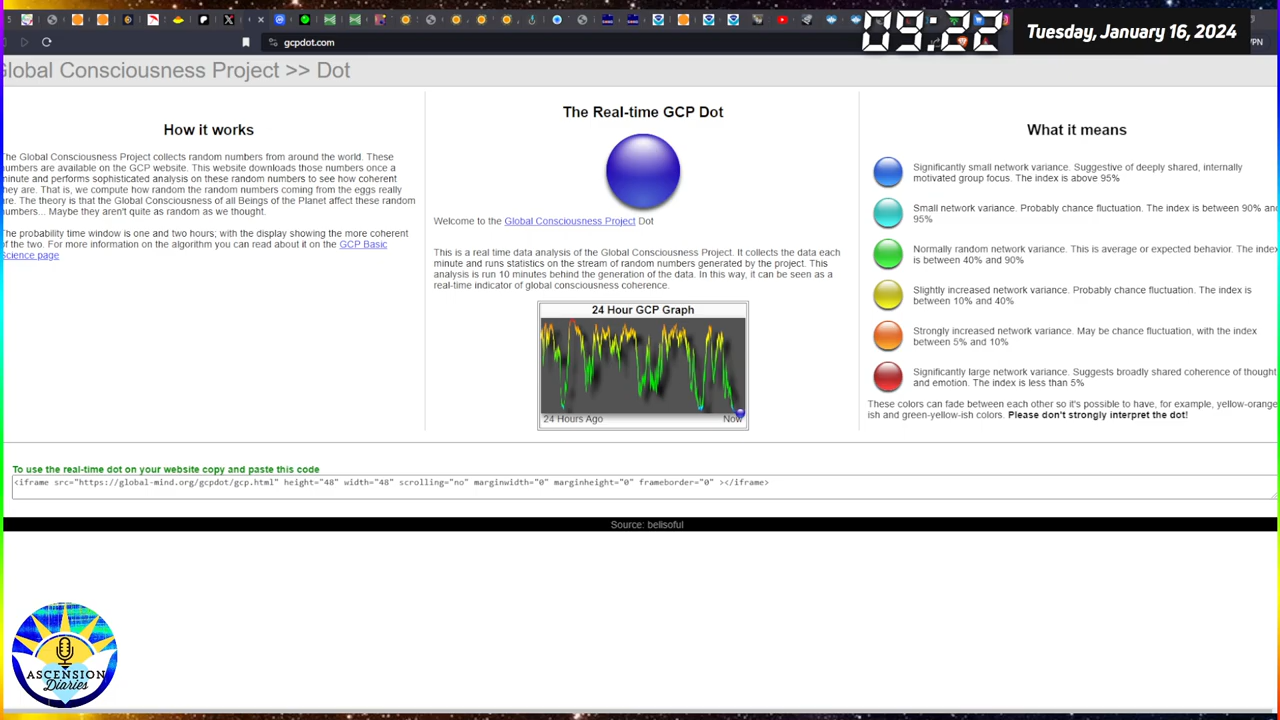 gcpdot.com
09:22
Tuesday, January 16, 2024
VPN
Global Consciousness Project >> Dot
How it works
The Global Consciousness Project collects random numbers from around the world. These
numbers are available on the GCP website. This website downloads those numbers once a
minute and performs sophisticated analysis on these random numbers to see how coherent
they are. That is, we compute how random the random numbers coming from the eggs really
are. The theory is that the Global Consciousness of all Beings of the Planet affect these random
numbers... Maybe they aren't quite as random as we thought.
The probability time window is one and two hours; with the display showing the more coherent
of the two. For more information on the algorithm you can read about it on the GCP Basic
Science page
The Real-time GCP Dot
Welcome to the Global Consciousness Project Dot
This is a real time data analysis of the Global Consciousness Project. It collects the data each
minute and runs statistics on the stream of random numbers generated by the project. This
analysis is run 10 minutes behind the generation of the data. In this way, it can be seen as a
real-time indicator of global consciousness coherence.
24 Hour GCP Graph
24 Hours Ago
Now
What it means
Significantly small network variance. Suggestive of deeply shared, internally
motivated group focus. The index is above 95%
Small network variance. Probably chance fluctuation. The index is between 90% and
95%
Normally random network variance. This is average or expected behavior. The index
is between 40% and 90%
Slightly increased network variance. Probably chance fluctuation. The index is
between 10% and 40%
Strongly increased network variance. May be chance fluctuation, with the index
between 5% and 10%
Significantly large network variance. Suggests broadly shared coherence of thought
and emotion. The index is less than 5%
These colors can fade between each other so it's possible to have, for example, yellow-orange-
ish and green-yellow-ish colors. Please don't strongly interpret the dot!
To use the real-time dot on your website copy and paste this code
<iframe src="https://global-mind.org/gcpdot/gcp.html" height="48" width="48" scrolling="no" marginwidth="0" marginheight="0" frameborder="0" ></iframe>
Source: belisoful
ASCENSION
Diaries